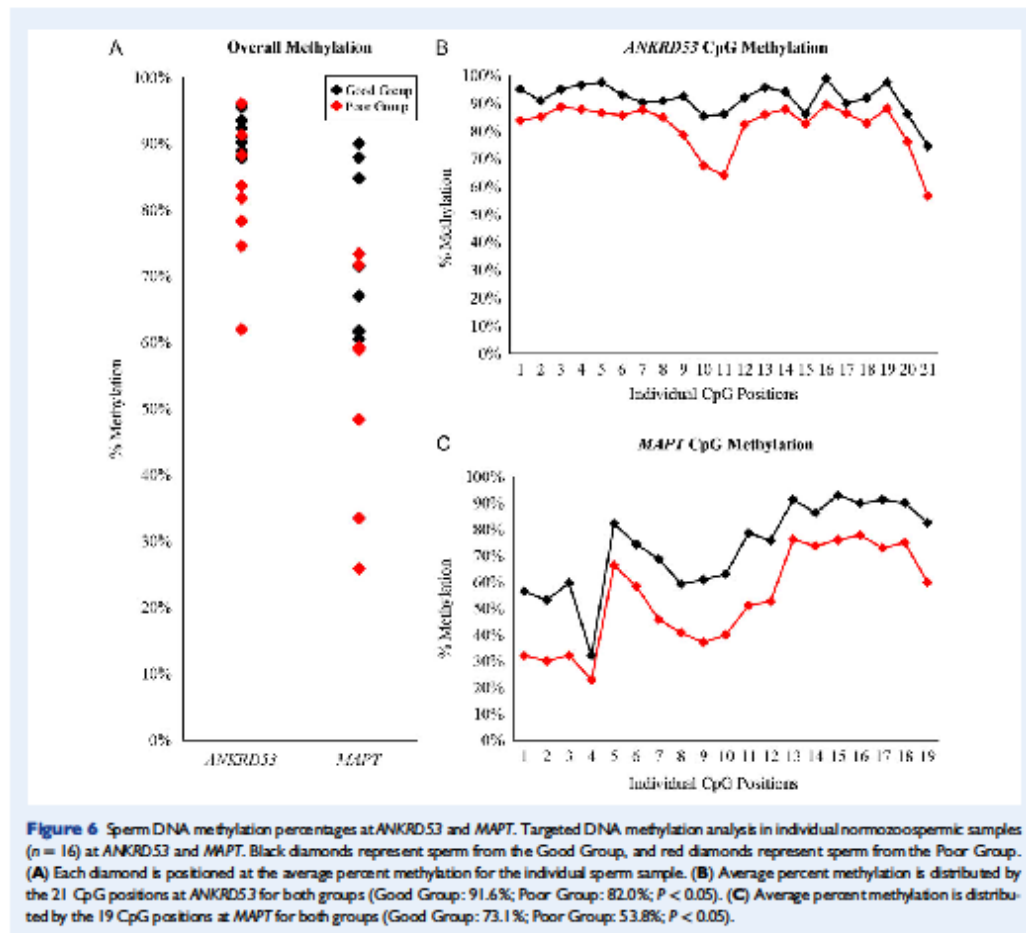 A
Overall Methylation
Good Group
Poor Group
100%
90%
80%
70%
60%
50%
40%
30%
20%
10%
0%
% Methylation
ANKRD53 MAPT
B
ANKRD53 CpG Methylation
100%
90%
80%
70%
60%
50%
40%
30%
20%
10%
0%
% Methylation
1 2 3 4 5 6 7 8 9 10 11 12 13 14 15 16 17 18 19 20 21
Individual CpG Positions
C
MAPT CpG Methylation
100%
90%
80%
70%
60%
50%
40%
30%
20%
10%
0%
% Methylation
1 2 3 4 5 6 7 8 9 10 11 12 13 14 15 16 17 18 19
Individual CpG Positions
Figure 6 Sperm DNA methylation percentages at ANKRD53 and MAPT. Targeted DNA methylation analysis in individual normozoospermic samples
(n = 16) at ANKRD53 and MAPT. Black diamonds represent sperm from the Good Group, and red diamonds represent sperm from the Poor Group.
(A) Each diamond is positioned at the average percent methylation for the individual sperm sample. (B) Average percent methylation is distributed by
the 21 CpG positions at ANKRD53 for both groups (Good Group: 91.6%; Poor Group: 82.0%; P < 0.05). (C) Average percent methylation is distribu-
ted by the 19 CpG positions at MAPT for both groups (Good Group: 73.1%; Poor Group: 53.8%; P < 0.05).